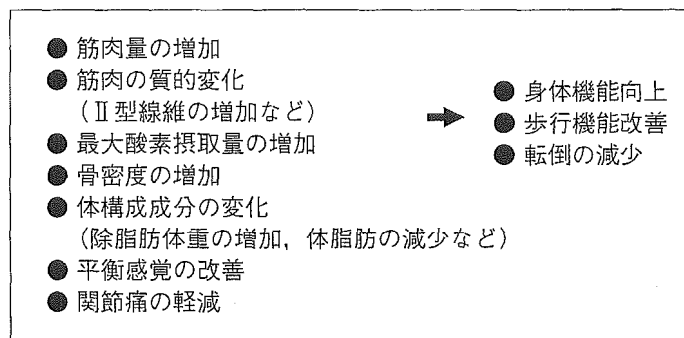 ● 筋肉量の増加
● 筋肉の質的変化
(Ⅱ型線維の増加など)
● 最大酸素摂取量の増加
● 骨密度の増加
● 体構成成分の変化
(除脂肪体重の増加，体脂肪の減少など)
● 平衡感覚の改善
● 関節痛の軽減
➡
● 身体機能向上
● 歩行機能改善
● 転倒の減少